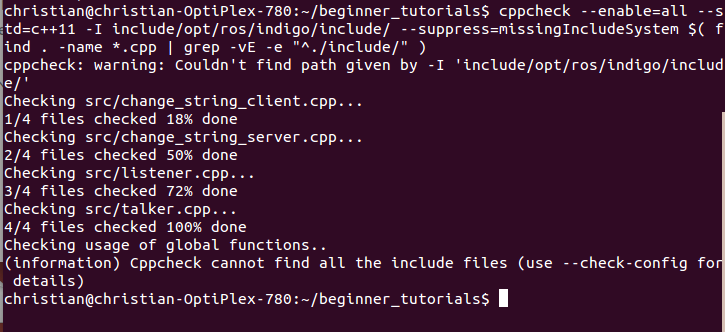 christian@christian-OptiPlex-780:~/beginner_tutorials$ cppcheck --enable=all --s
td=c++11 -I include/opt/ros/indigo/include/ --suppress=missingIncludeSystem $( f
ind . -name *.cpp | grep -vE -e "^./include/" )
cppcheck: warning: Couldn't find path given by -I 'include/opt/ros/indigo/includ
e/'
Checking src/change_string_client.cpp...
1/4 files checked 18% done
Checking src/change_string_server.cpp...
2/4 files checked 50% done
Checking src/listener.cpp...
3/4 files checked 72% done
Checking src/talker.cpp...
4/4 files checked 100% done
Checking usage of global functions..
(information) Cppcheck cannot find all the include files (use --check-config for
 details)
christian@christian-OptiPlex-780:~/beginner_tutorials$